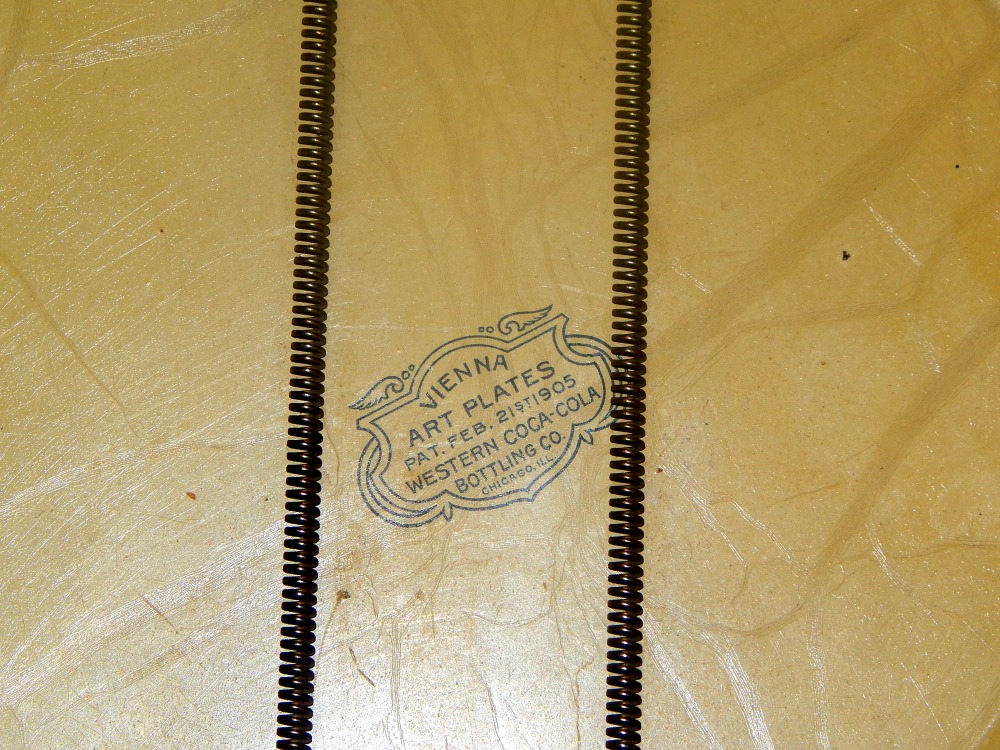 VIENNA
ART PLATES
PAT. FEB. 21ST 1905
WESTERN COCA-COLA
BOTTLING CO.
CHICAGO, ILL.